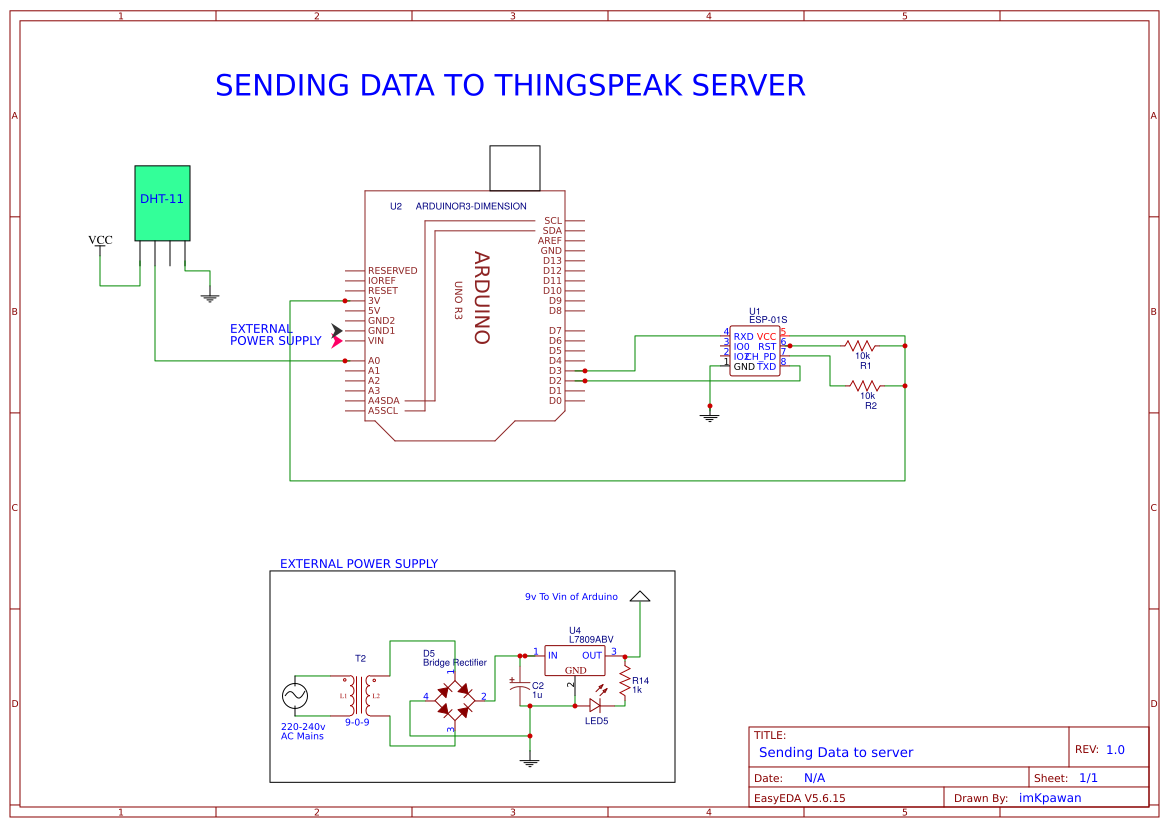 1 2 3 4 5
A A
B B
C C
D D
1 2 3 4 5
SENDING DATA TO THINGSPEAK SERVER
DHT-11
VCC
U2 ARDUINOR3-DIMENSION
ARDUINO
UNO R3
RESERVED
IOREF
RESET
3V
5V
GND2
GND1
VIN
A0
A1
A2
A3
A4SDA
A5SCL
SCL
SDA
AREF
GND
D13
D12
D11
D10
D9
D8
D7
D6
D5
D4
D3
D2
D1
D0
EXTERNAL
POWER SUPPLY
U1
ESP-01S
4 RXD VCC 5
3 IO0 RST 6
2 IO2 CH_PD 7
1 GND TXD 8
10k
R1
10k
R2
EXTERNAL POWER SUPPLY
9v To Vin of Arduino
U4
L7809ABV
1 IN OUT 3
GND
2
T2
L1 L2
9-0-9
220-240v
AC Mains
D5
Bridge Rectifier
1
4 2
3
+
C2
1u
R14
1k
LED5
TITLE:
Sending Data to server
REV: 1.0
Date: N/A
Sheet: 1/1
EasyEDA V5.6.15
Drawn By: imKpawan